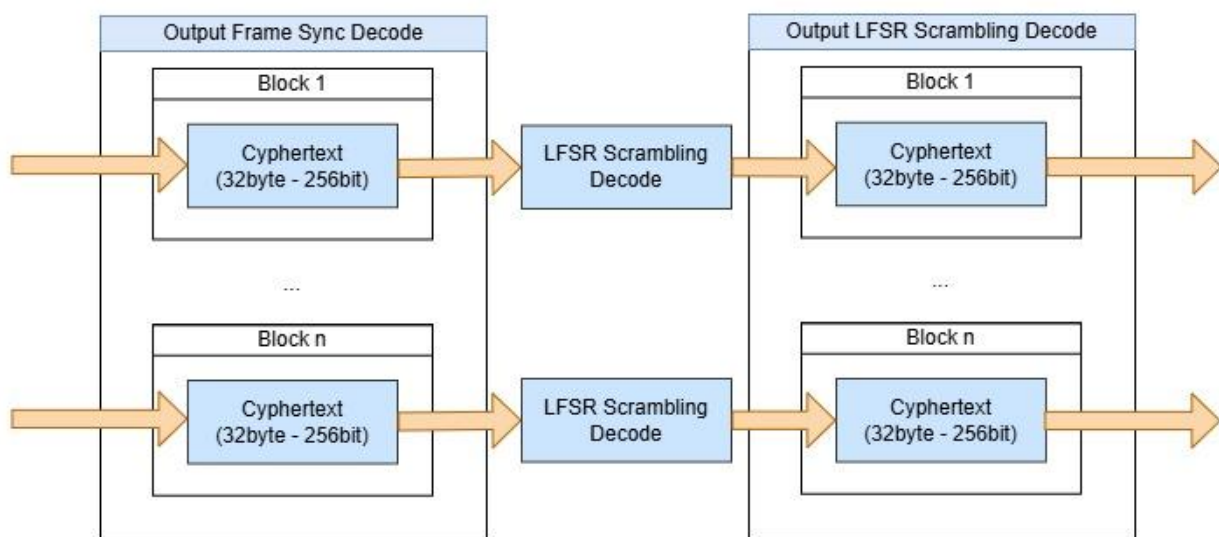 Output Frame Sync Decode
Output LFSR Scrambling Decode
Block 1
Block 1
Cyphertext
(32byte - 256bit)
LFSR Scrambling
Decode
Cyphertext
(32byte - 256bit)
...
...
Block n
Block n
Cyphertext
(32byte - 256bit)
LFSR Scrambling
Decode
Cyphertext
(32byte - 256bit)